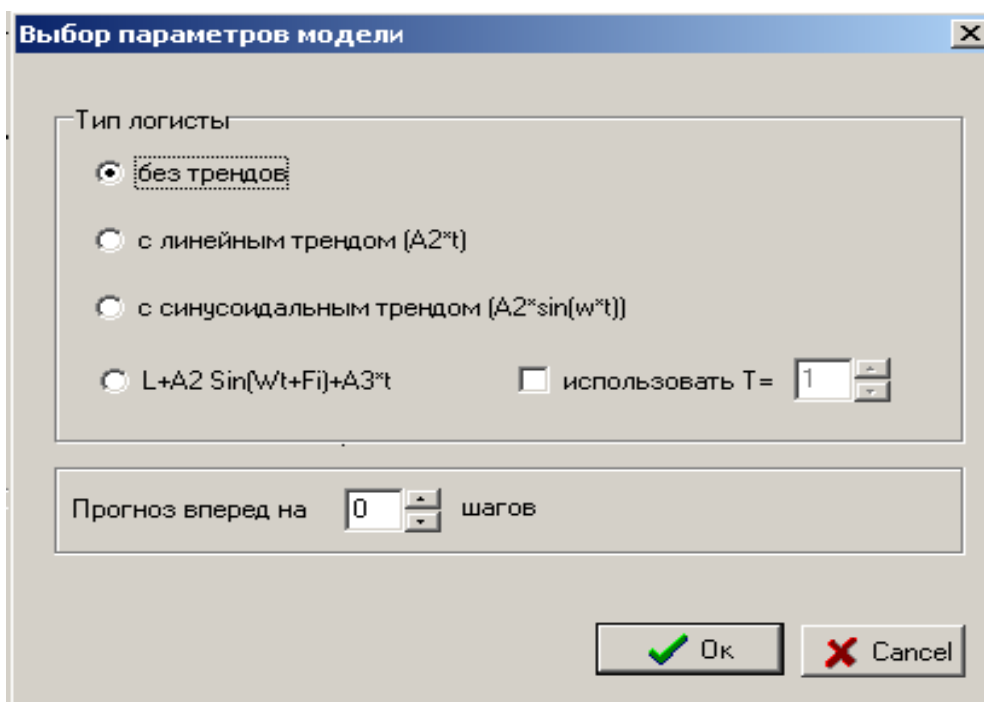 Выбор параметров модели
Тип логисты
без трендов
с линейным трендом (A2*t)
с синусоидальным трендом (A2*sin(w*t))
L+A2 Sin(Wt+Fi)+A3*t использовать T= 1
Прогноз вперед на 0 шагов
Ок Cancel